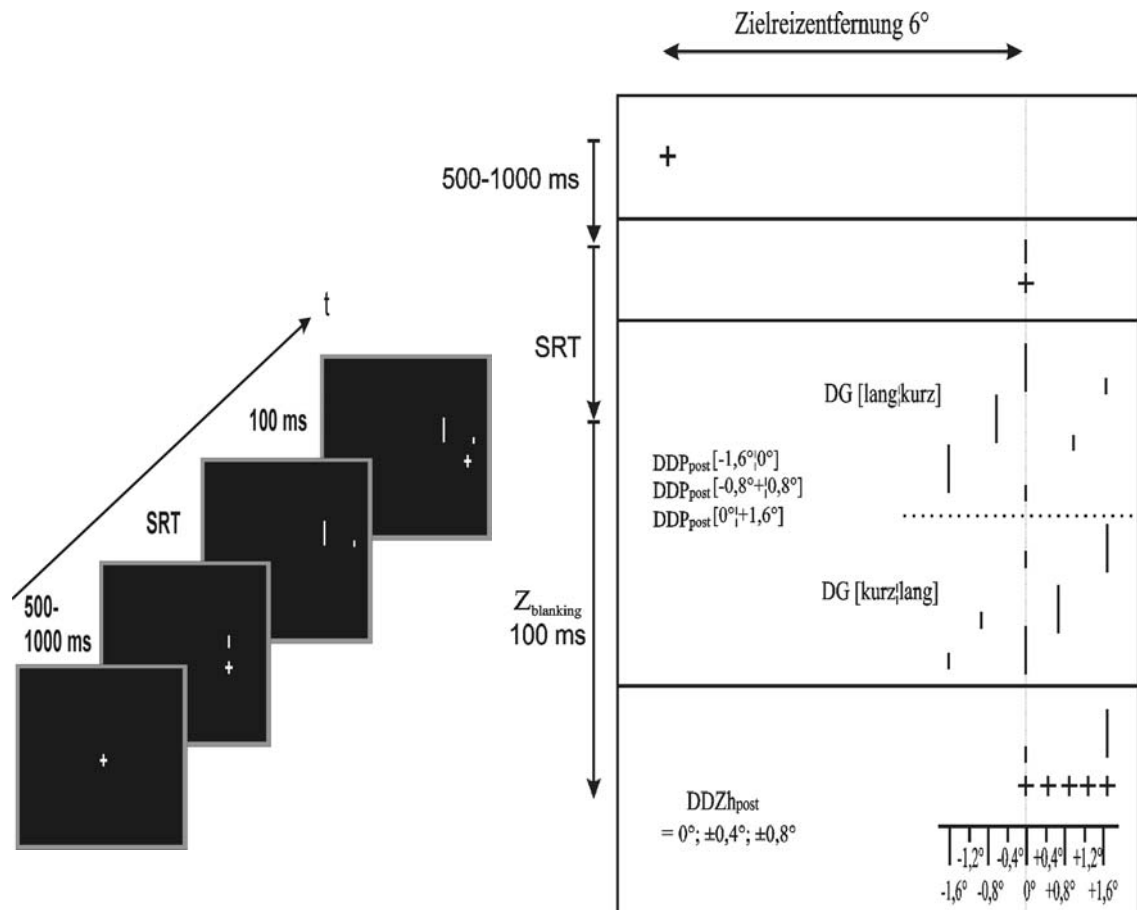 Zielreizentfernung 6°
500-1000 ms
SRT
Z blanking
100 ms
DG [lang¦kurz]
DDPpost [-1,6°¦0°]
DDPpost [-0,8°+¦0,8°]
DDPpost [0°¦+1,6°]
DG [kurz¦lang]
DDZhpost
= 0°; ±0,4°; ±0,8°
-1,2° -0,4° +0,4° +1,2°
-1,6° -0,8° 0° +0,8° +1,6°
t
100 ms
SRT
500-
1000 ms